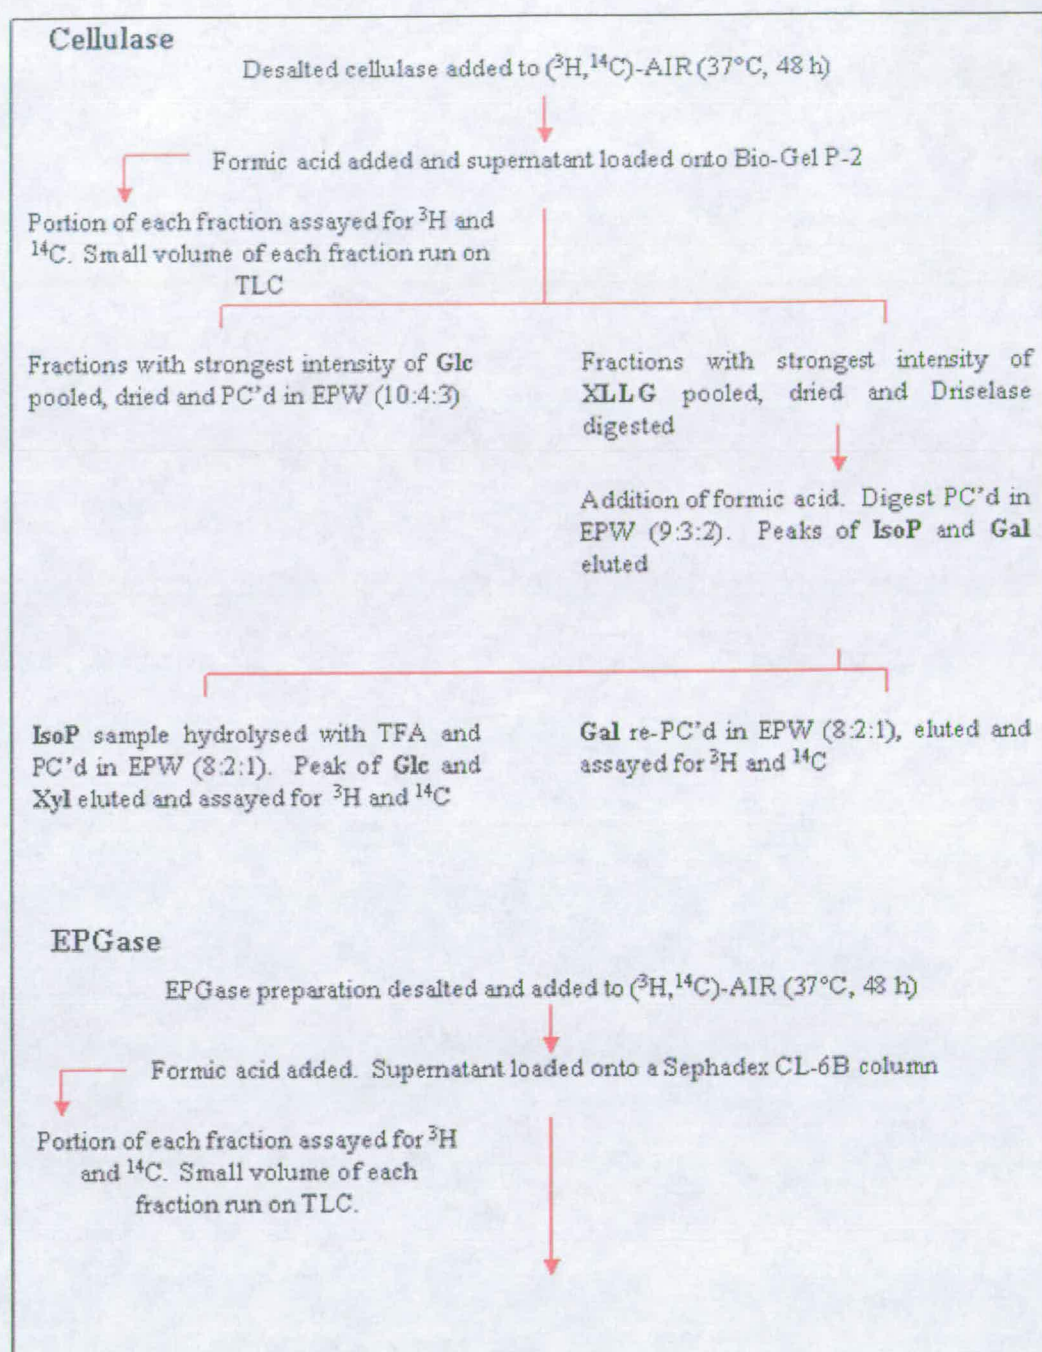 Cellulase
Desalted cellulase added to (³H,¹⁴C)-AIR (37°C, 48 h)
Formic acid added and supernatant loaded onto Bio-Gel P-2
Portion of each fraction assayed for ³H and
¹⁴C. Small volume of each fraction run on
TLC
Fractions with strongest intensity of Glc
pooled, dried and PC'd in EPW (10:4:3)
Fractions with strongest intensity of
XLLG pooled, dried and Driselase
digested
Addition of formic acid. Digest PC'd in
EPW (9:3:2). Peaks of IsoP and Gal
eluted
IsoP sample hydrolysed with TFA and
PC'd in EPW (8:2:1). Peak of Glc and
Xyl eluted and assayed for ³H and ¹⁴C
Gal re-PC'd in EPW (8:2:1), eluted and
assayed for ³H and ¹⁴C
EPGase
EPGase preparation desalted and added to (³H,¹⁴C)-AIR (37°C, 48 h)
Formic acid added. Supernatant loaded onto a Sephadex CL-6B column
Portion of each fraction assayed for ³H
and ¹⁴C. Small volume of each
fraction run on TLC.